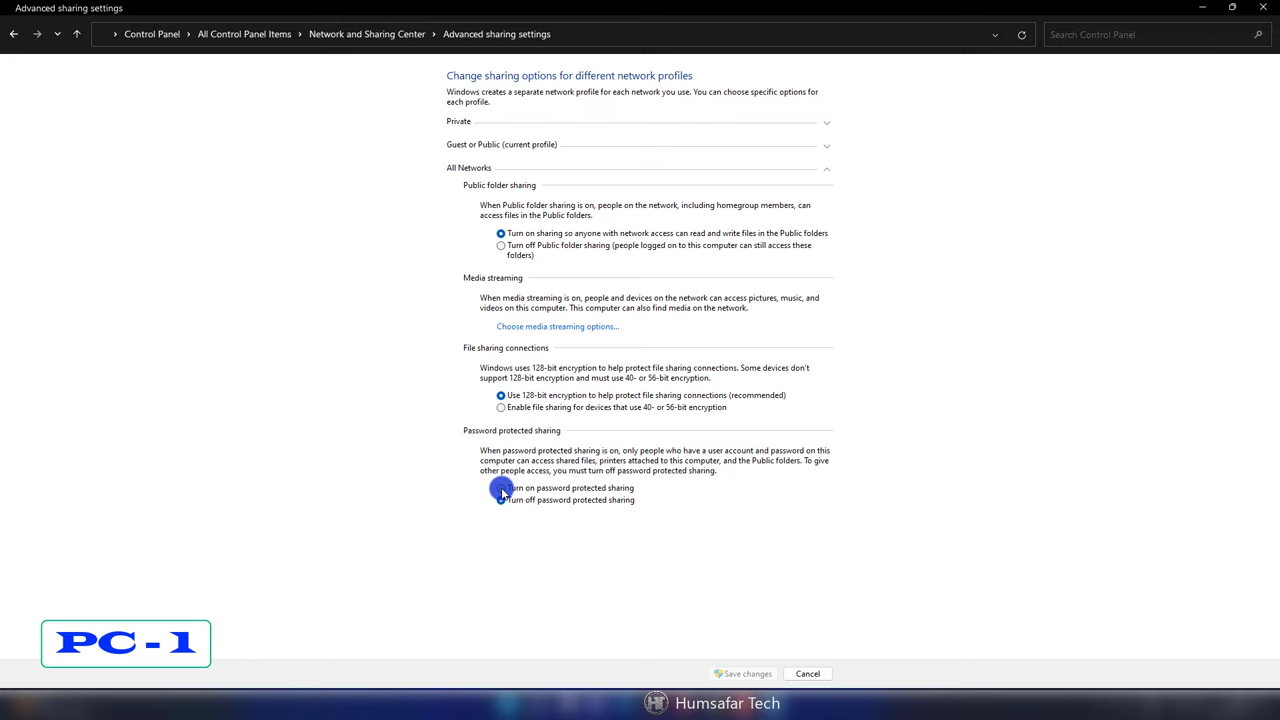 Advanced sharing settings
Control Panel
All Control Panel Items
Network and Sharing Center
Advanced sharing settings
Search Control Panel
Change sharing options for different network profiles
Windows creates a separate network profile for each network you use. You can choose specific options for
each profile.
Private
Guest or Public (current profile)
All Networks
Public folder sharing
When Public folder sharing is on, people on the network, including homegroup members, can
access files in the Public folders.
Turn on sharing so anyone with network access can read and write files in the Public folders
Turn off Public folder sharing (people logged on to this computer can still access these
folders)
Media streaming
When media streaming is on, people and devices on the network can access pictures, music, and
videos on this computer. This computer can also find media on the network.
Choose media streaming options...
File sharing connections
Windows uses 128-bit encryption to help protect file sharing connections. Some devices don't
support 128-bit encryption and must use 40- or 56-bit encryption.
Use 128-bit encryption to help protect file sharing connections (recommended)
Enable file sharing for devices that use 40- or 56-bit encryption
Password protected sharing
When password protected sharing is on, only people who have a user account and password on this
computer can access shared files, printers attached to this computer, and the Public folders. To give
other people access, you must turn off password protected sharing.
Turn on password protected sharing
Turn off password protected sharing
PC-1
Save changes
Cancel
HT Humsafar Tech